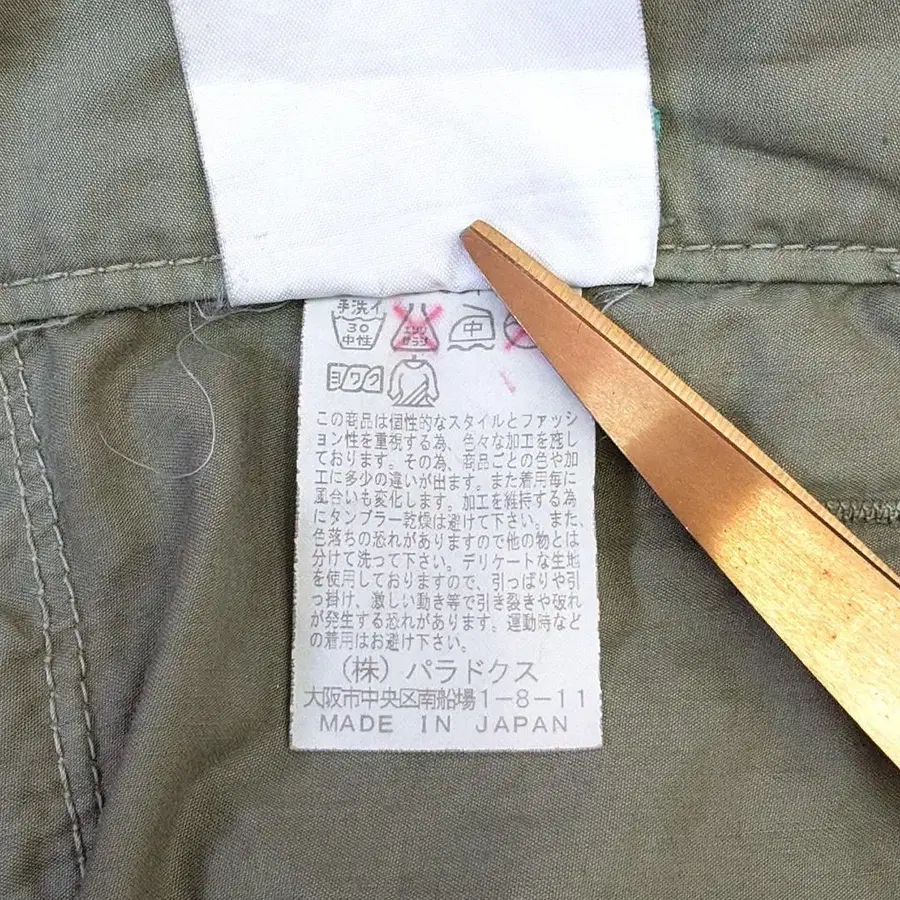 手洗イ
30
中性
エンソ
サラシ
中
ヨワク
この商品は個性的なスタイルとファッシ
ョン性を重視する為、色々な加工を施し
ております。その為、商品ごとの色や加
工に多少の違いが出ます。また着用毎に
風合いも変化します。加工を維持する為
にタンブラー乾燥は避けて下さい。また、
色落ちの恐れがありますので他の物とは
分けて洗って下さい。デリケートな生地
を使用しておりますので、引っぱりや引
っ掛け、激しい動き等で引き裂きや破れ
が発生する恐れがあります。運動時など
の着用はお避け下さい。
(株) パラドクス
大阪市中央区南船場1-8-11
MADE IN JAPAN